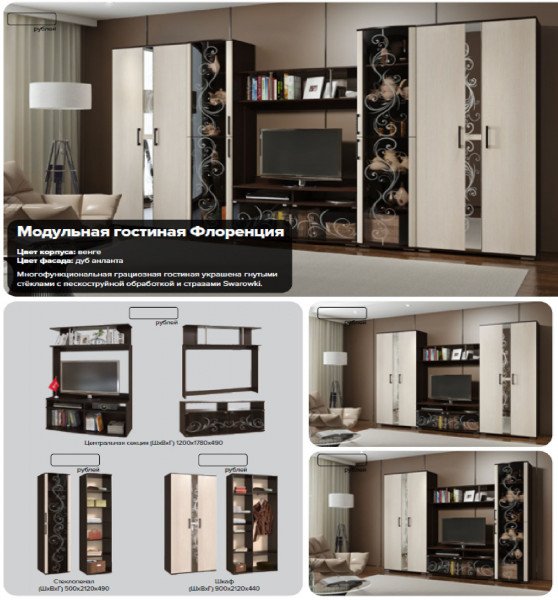 рублей
Модульная гостиная Флоренция
Цвет корпуса: венге
Цвет фасада: дуб анланта
Многофункциональная грациозная гостиная украшена гнутыми
стёклами с пескоструйной обработкой и стразами Swarowki.
рублей
Центральная секция (ШхВхГ) 1200х1780х490
рублей
рублей
Стеклопенал
(ШхВхГ) 500х2120х490
Шкаф
(ШхВхГ) 900х2120х440
рублей
рублей